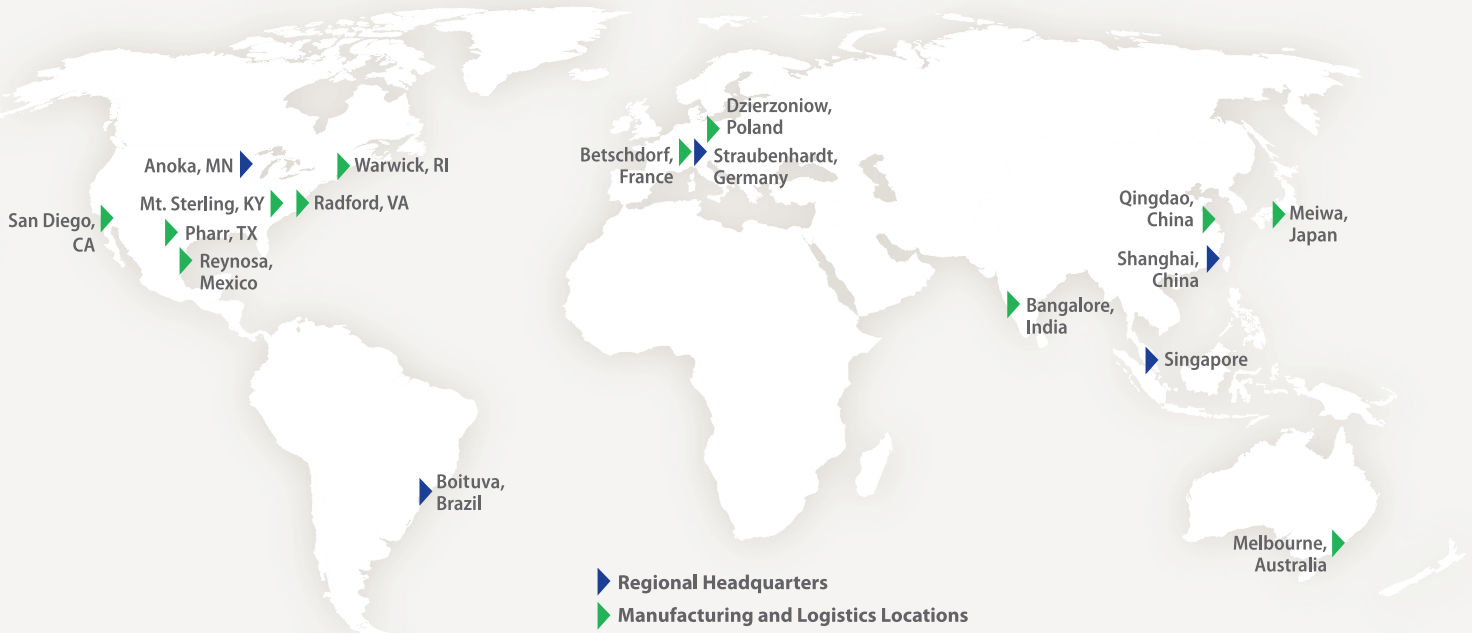 Anoka, MN
Warwick, RI
Mt. Sterling, KY
Radford, VA
San Diego,
CA
Pharr, TX
Reynosa,
Mexico
Boituva,
Brazil
Dzierzoniow,
Poland
Betschdorf,
France
Straubenhardt,
Germany
Qingdao,
China
Meiwa,
Japan
Shanghai,
China
Bangalore,
India
Singapore
Melbourne,
Australia
Regional Headquarters
Manufacturing and Logistics Locations